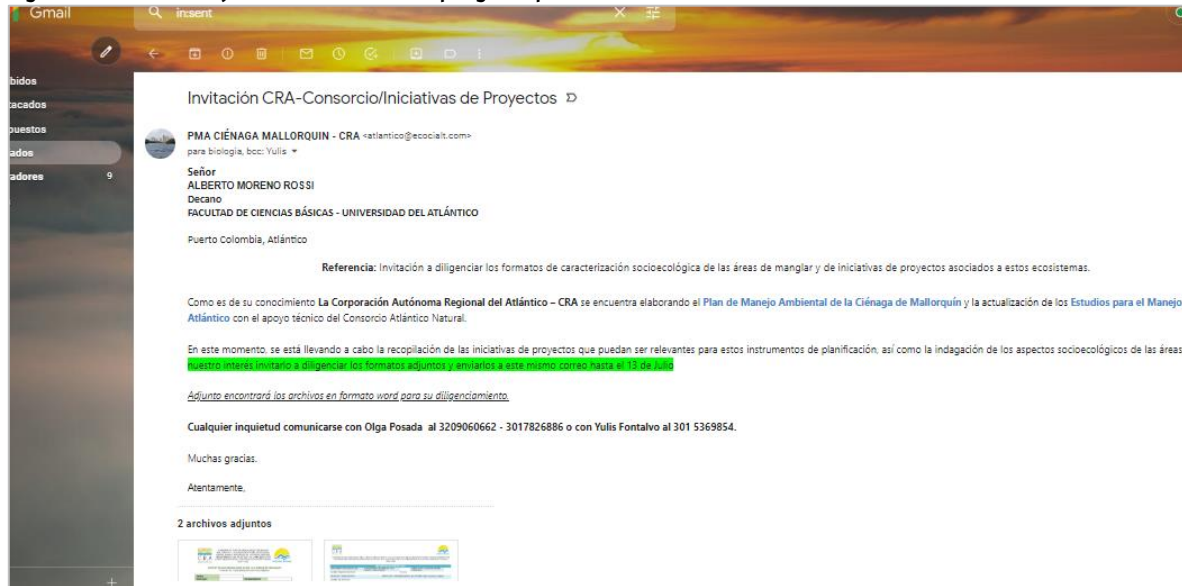 Gmail
in:sent
bidos
tacados
puestos
ados
adores 9
Invitación CRA-Consorcio/Iniciativas de Proyectos
PMA CIÉNAGA MALLORQUIN - CRA <atlantico@ecocialt.com>
para biologia, bcc: Yulis
Señor
ALBERTO MORENO ROSSI
Decano
FACULTAD DE CIENCIAS BÁSICAS - UNIVERSIDAD DEL ATLÁNTICO
Puerto Colombia, Atlántico
Referencia: Invitación a diligenciar los formatos de caracterización socioecológica de las áreas de manglar y de iniciativas de proyectos asociados a estos ecosistemas.
Como es de su conocimiento La Corporación Autónoma Regional del Atlántico – CRA se encuentra elaborando el Plan de Manejo Ambiental de la Ciénaga de Mallorquín y la actualización de los Estudios para el Manejo
Atlántico con el apoyo técnico del Consorcio Atlántico Natural.
En este momento, se está llevando a cabo la recopilación de las iniciativas de proyectos que puedan ser relevantes para estos instrumentos de planificación, así como la indagación de los aspectos socioecológicos de las áreas
nuestro interés invitarlo a diligenciar los formatos adjuntos y enviarlos a este mismo correo hasta el 13 de Julio
Adjunto encontrará los archivos en formato word para su diligenciamiento.
Cualquier inquietud comunicarse con Olga Posada al 3209060662 - 3017826886 o con Yulis Fontalvo al 301 5369854.
Muchas gracias.
Atentamente,
2 archivos adjuntos